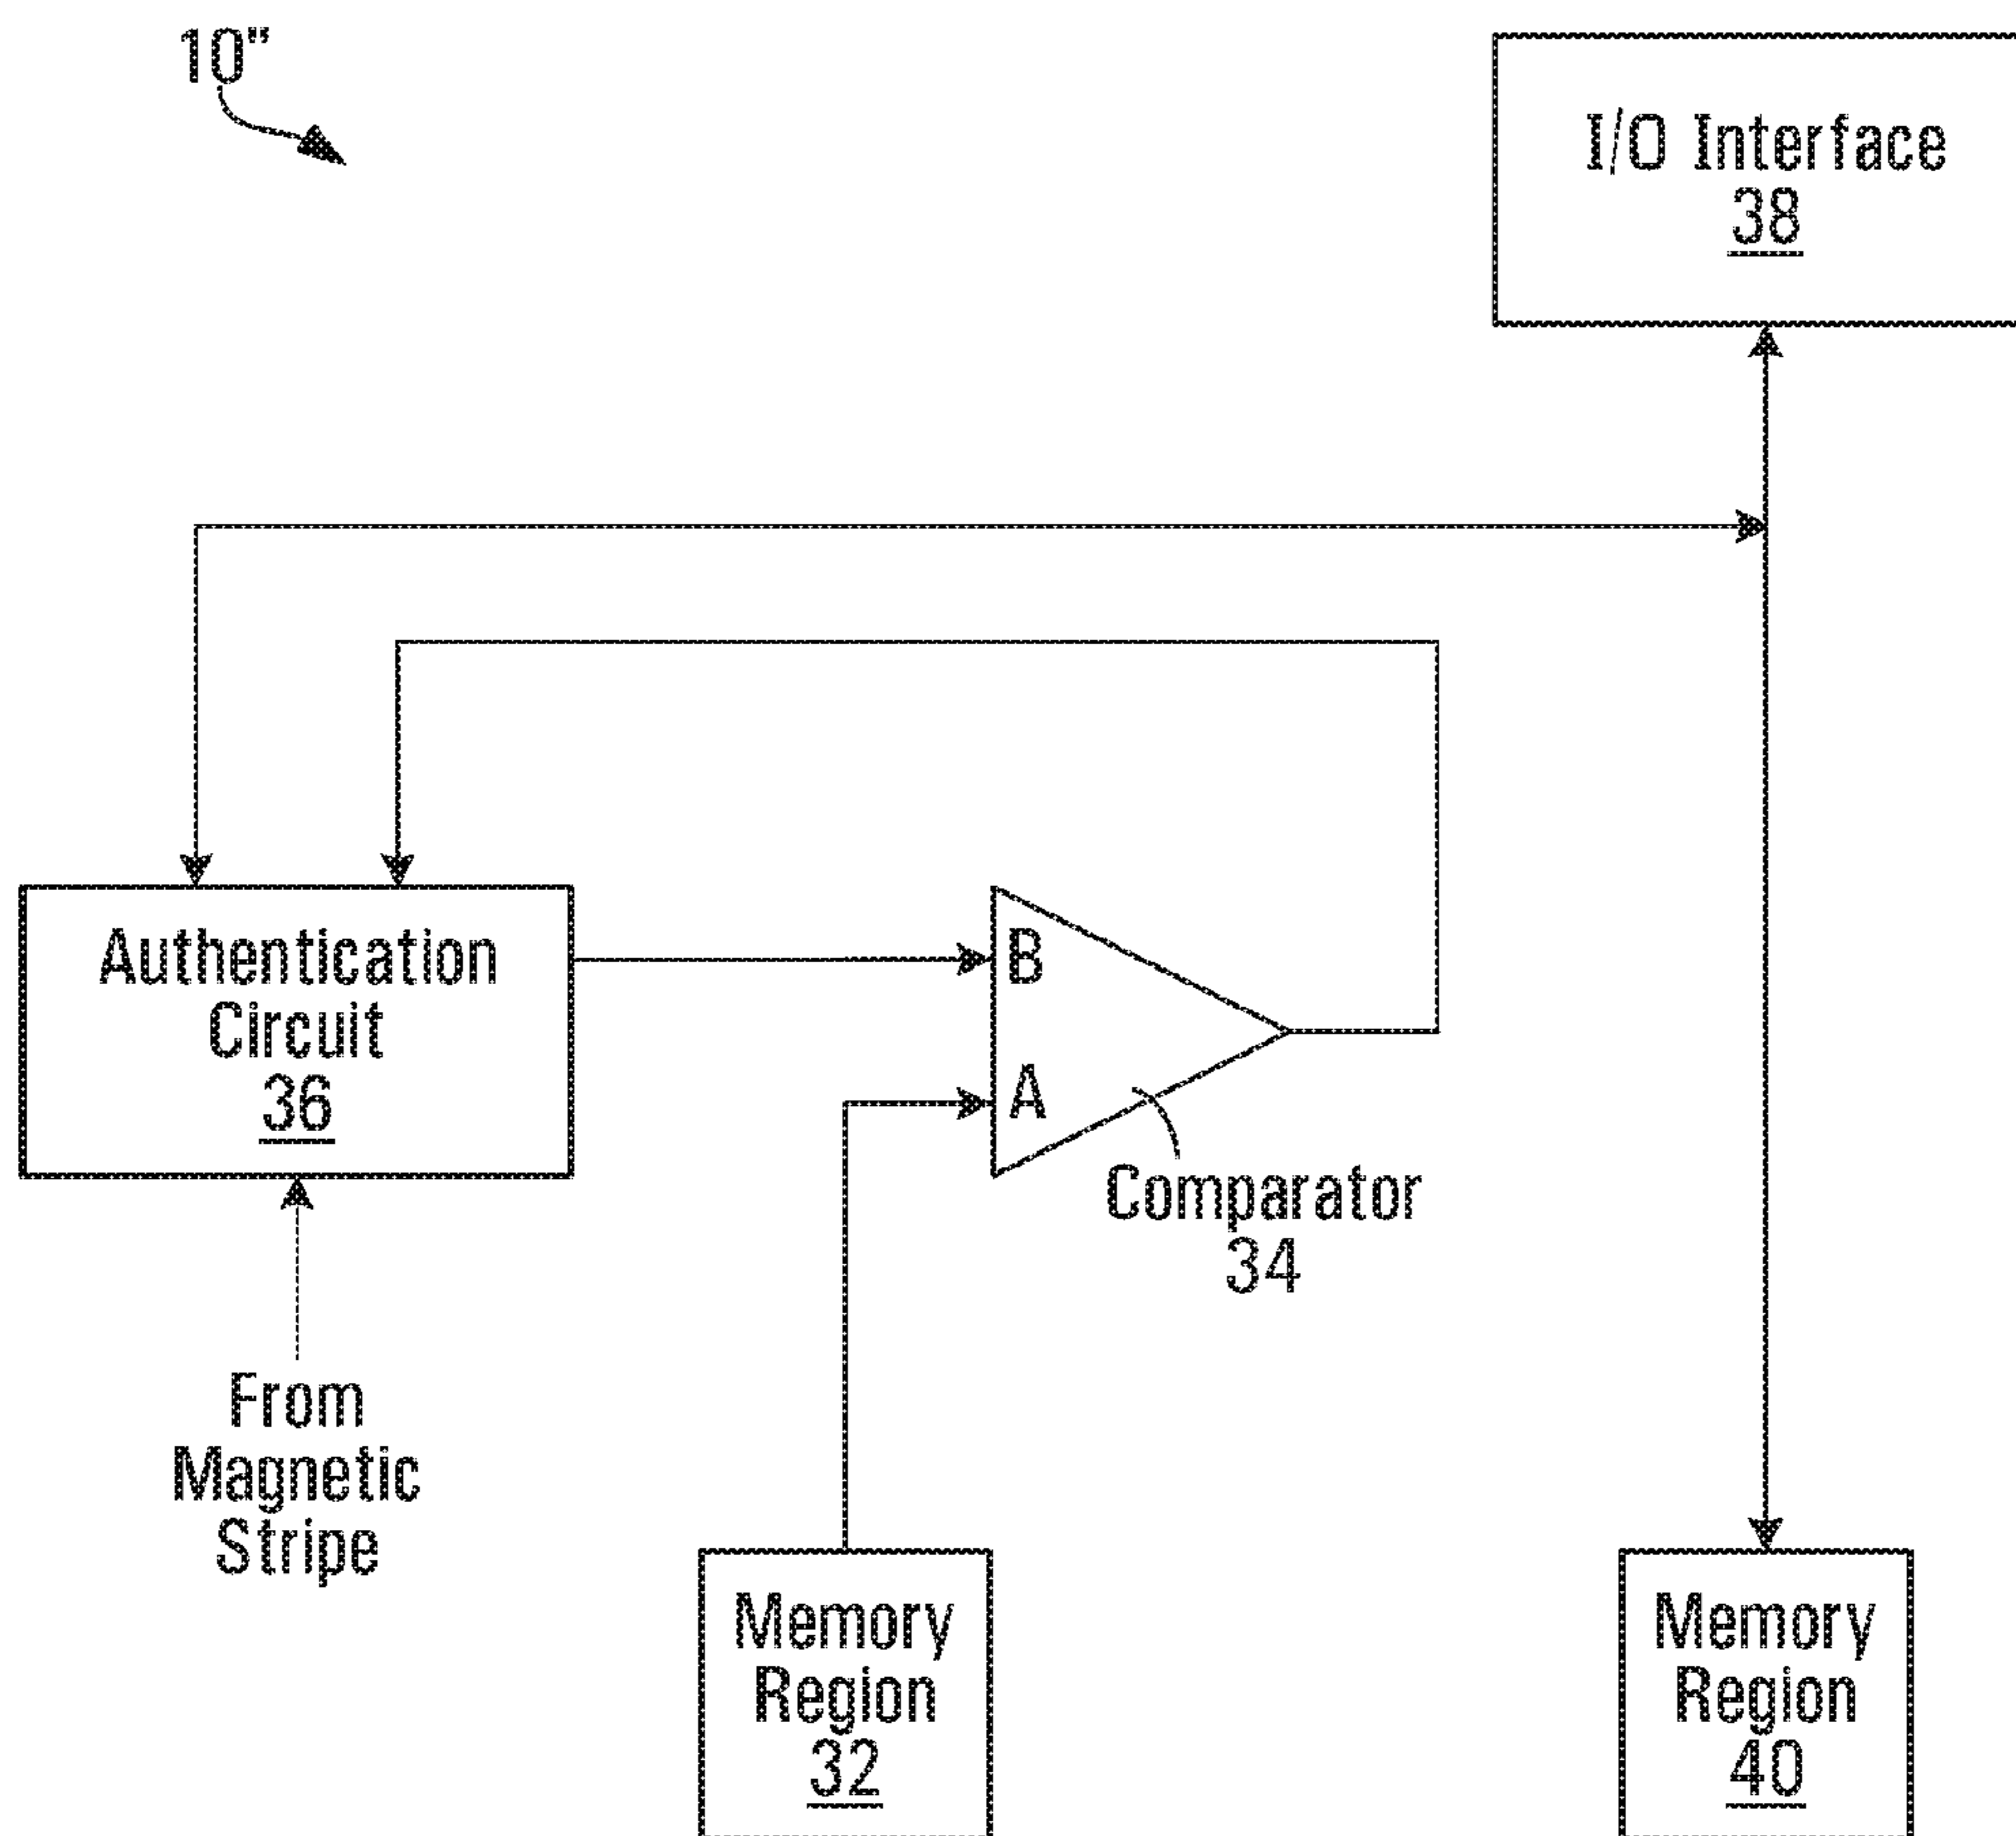 10"
I/O Interface
38
Authentication
Circuit
36
B
A
Comparator
34
From
Magnetic
Stripe
Memory
Region
32
Memory
Region
40